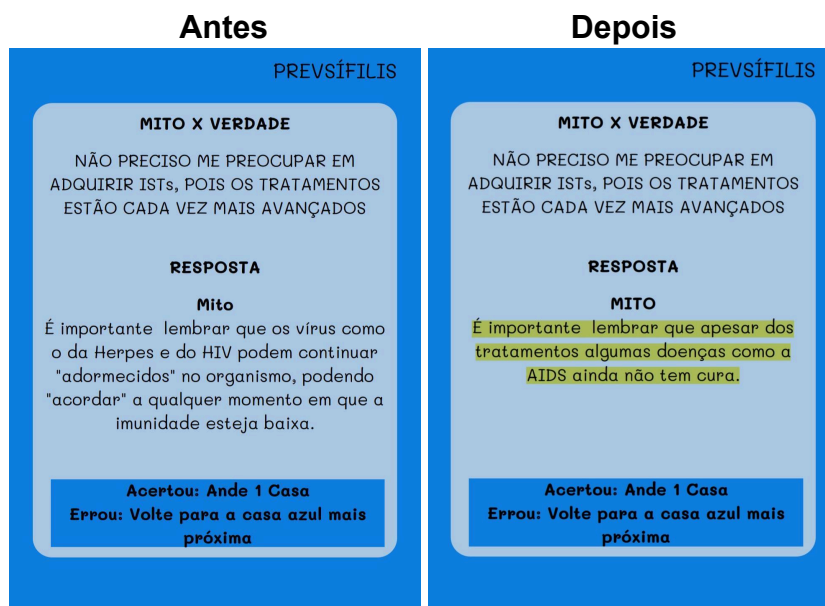 Antes
PREVSÍFILIS
MITO X VERDADE
NÃO PRECISO ME PREOCUPAR EM
ADQUIRIR ISTs, POIS OS TRATAMENTOS
ESTÃO CADA VEZ MAIS AVANÇADOS
RESPOSTA
Mito
É importante lembrar que os vírus como
o da Herpes e do HIV podem continuar
"adormecidos" no organismo, podendo
"acordar" a qualquer momento em que a
imunidade esteja baixa.
Acertou: Ande 1 Casa
Errou: Volte para a casa azul mais
próxima
Depois
PREVSÍFILIS
MITO X VERDADE
NÃO PRECISO ME PREOCUPAR EM
ADQUIRIR ISTs, POIS OS TRATAMENTOS
ESTÃO CADA VEZ MAIS AVANÇADOS
RESPOSTA
MITO
É importante lembrar que apesar dos
tratamentos algumas doenças como a
AIDS ainda não tem cura.
Acertou: Ande 1 Casa
Errou: Volte para a casa azul mais
próxima